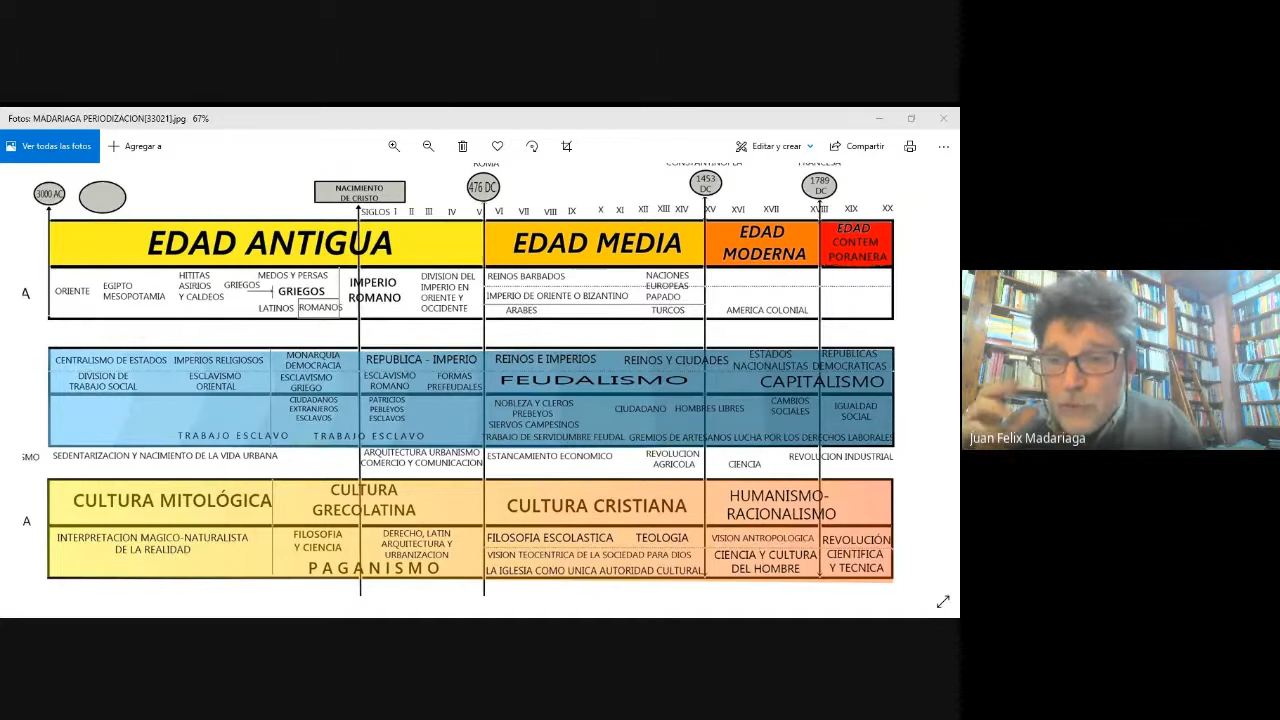 Fotos: MADARIAGA PERIODIZACION[33021].jpg 67%
Ver todas las fotos
Agregar a
Editar y crear
Compartir
ROMA
CONSTANTINOPLA
FRANCESA
3000 AC
NACIMIENTO
DE CRISTO
476 DC
1453
DC
1789
DC
SIGLOS I II III IV V VI VII VIII IX X XI XII XIII XIV XV XVI XVII XVIII XIX XX
EDAD ANTIGUA
EDAD MEDIA
EDAD
MODERNA
EDAD
CONTEM
PORANERA
A
ORIENTE
EGIPTO
MESOPOTAMIA
HITITAS
ASIRIOS
Y CALDEOS
GRIEGOS
MEDOS Y PERSAS
GRIEGOS
LATINOS
ROMANOS
IMPERIO
ROMANO
DIVISION DEL
IMPERIO EN
ORIENTE Y
OCCIDENTE
REINOS BARBADOS
IMPERIO DE ORIENTE O BIZANTINO
ARABES
NACIONES
EUROPEAS
PAPADO
TURCOS
AMERICA COLONIAL
CENTRALISMO DE ESTADOS
IMPERIOS RELIGIOSOS
MONARQUIA
DEMOCRACIA
REPUBLICA - IMPERIO
REINOS E IMPERIOS
REINOS Y CIUDADES
ESTADOS
NACIONALISTAS
REPUBLICAS
DEMOCRATICAS
DIVISION DE
TRABAJO SOCIAL
ESCLAVISMO
ORIENTAL
ESCLAVISMO
GRIEGO
ESCLAVISMO
ROMANO
FORMAS
PREFEUDALES
FEUDALISMO
CAPITALISMO
CIUDADANOS
EXTRANJEROS
ESCLAVOS
PATRICIOS
PEBLEYOS
ESCLAVOS
NOBLEZA Y CLEROS
PREBEYOS
SIERVOS CAMPESINOS
CIUDADANO
HOMBRES LIBRES
CAMBIOS
SOCIALES
IGUALDAD
SOCIAL
TRABAJO ESCLAVO
TRABAJO ESCLAVO
TRABAJO DE SERVIDUMBRE FEUDAL
GREMIOS DE ARTESANOS
LUCHA POR LOS DERECHOS LABORALES
SMO
SEDENTARIZACION Y NACIMIENTO DE LA VIDA URBANA
ARQUITECTURA URBANISMO
COMERCIO Y COMUNICACION
ESTANCAMIENTO ECONOMICO
REVOLUCION
AGRICOLA
CIENCIA
REVOLUCION INDUSTRIAL
A
CULTURA MITOLÓGICA
CULTURA
GRECOLATINA
CULTURA CRISTIANA
HUMANISMO-
RACIONALISMO
INTERPRETACION MAGICO-NATURALISTA
DE LA REALIDAD
FILOSOFIA
Y CIENCIA
DERECHO, LATIN
ARQUITECTURA Y
URBANIZACION
PAGANISMO
FILOSOFIA ESCOLASTICA
TEOLOGIA
VISION TEOCENTRICA DE LA SOCIEDAD PARA DIOS
LA IGLESIA COMO UNICA AUTORIDAD CULTURAL
VISION ANTROPOLOGICA
CIENCIA Y CULTURA
DEL HOMBRE
REVOLUCIÓN
CIENTIFICA
Y TECNICA
Juan Felix Madariaga